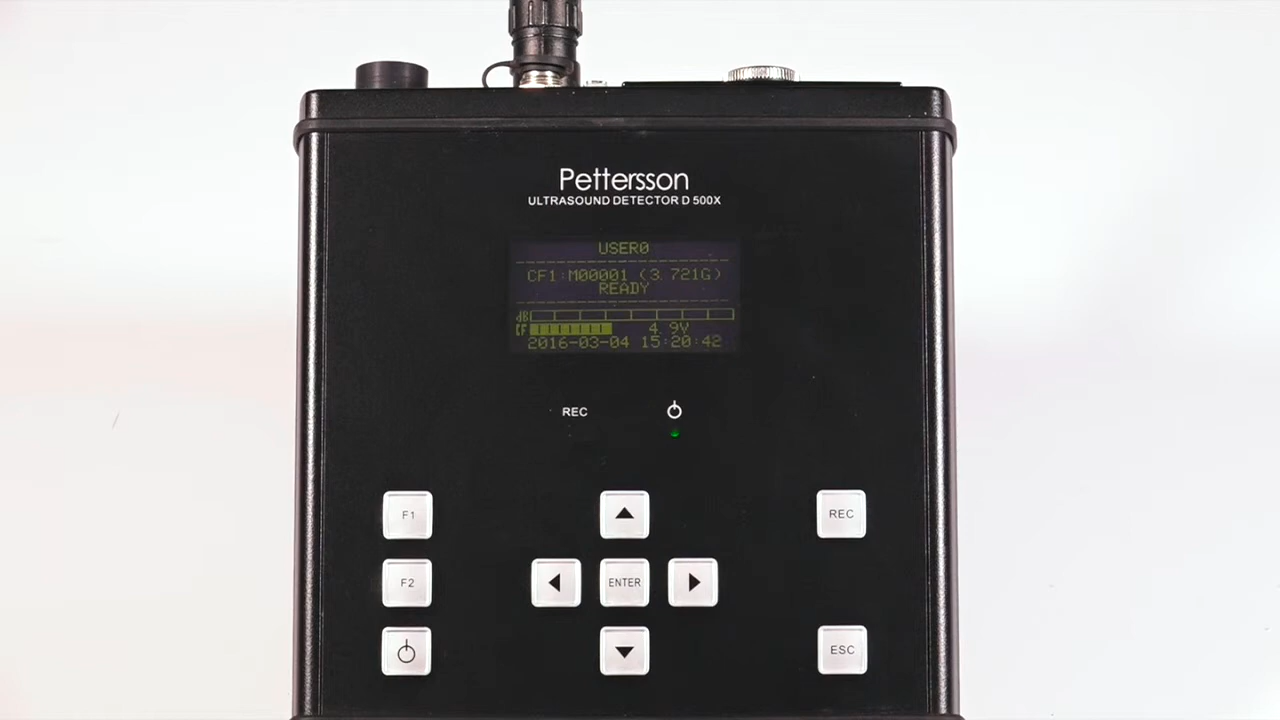 Pettersson
ULTRASOUND DETECTOR D 500X
USER0
CF1:M00001 (3.721G)
READY
dB
CF 4.9V
2016-03-04 15:20:42
REC
F1
REC
F2
ENTER
ESC